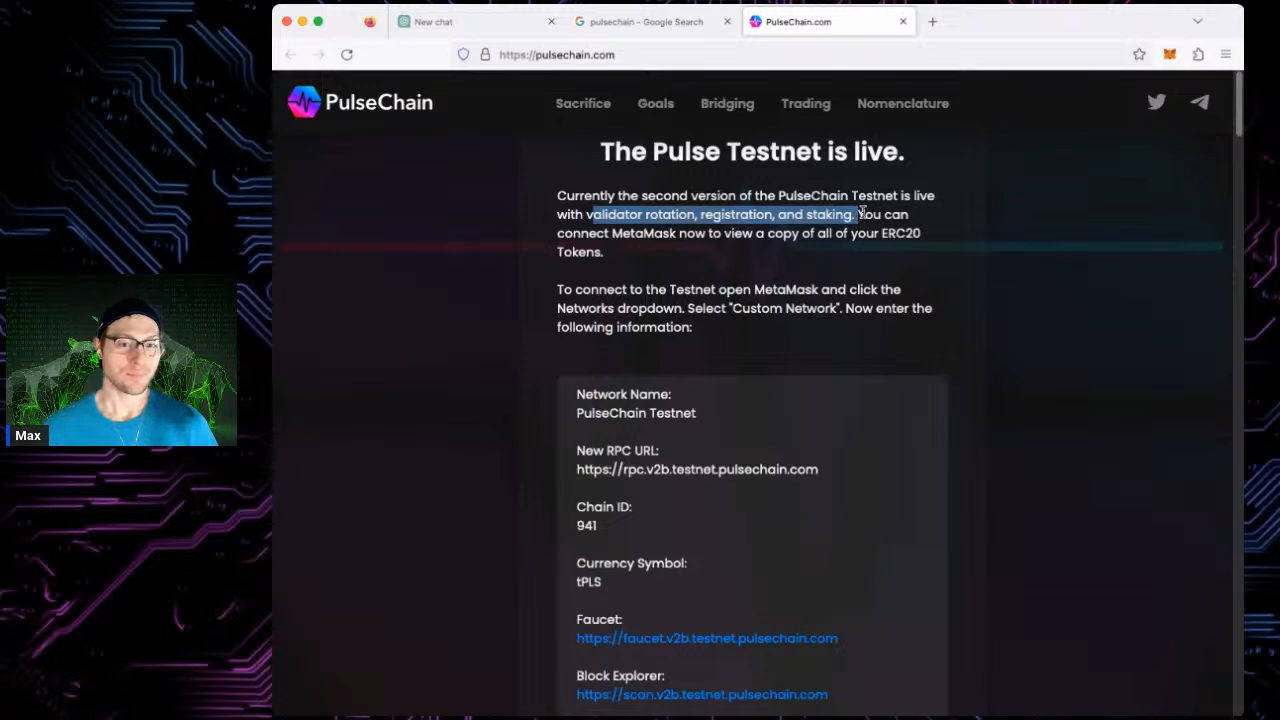 New chat
pulsechain - Google Search
PulseChain.com
https://pulsechain.com
PulseChain
Sacrifice
Goals
Bridging
Trading
Nomenclature
The Pulse Testnet is live.
Currently the second version of the PulseChain Testnet is live
with validator rotation, registration, and staking. You can
connect MetaMask now to view a copy of all of your ERC20
Tokens.
To connect to the Testnet open MetaMask and click the
Networks dropdown. Select "Custom Network". Now enter the
following information:
Network Name:
PulseChain Testnet
New RPC URL:
https://rpc.v2b.testnet.pulsechain.com
Chain ID:
941
Currency Symbol:
tPLS
Faucet:
https://faucet.v2b.testnet.pulsechain.com
Block Explorer:
https://scan.v2b.testnet.pulsechain.com
Max